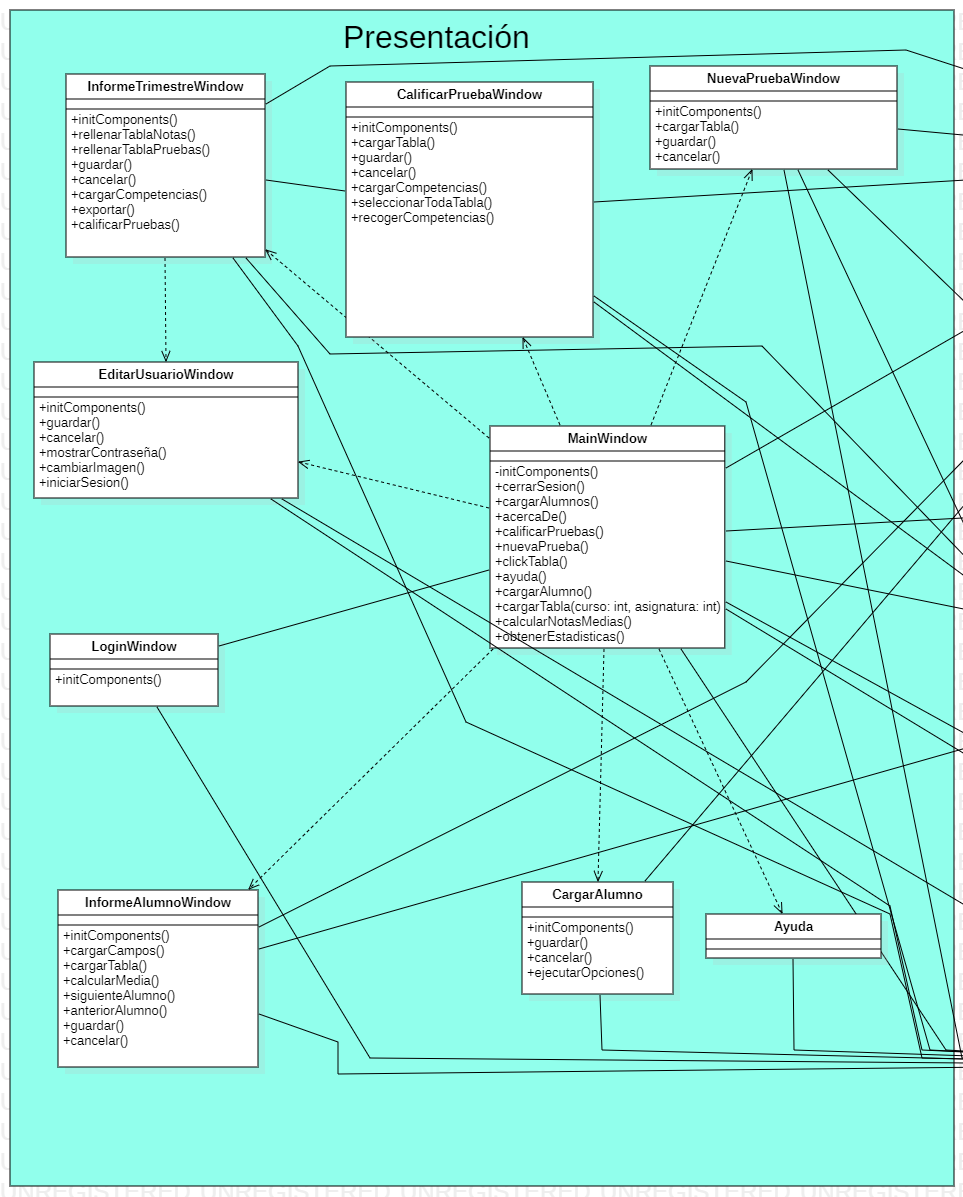 Presentación
InformeTrimestreWindow
+initComponents()
+rellenarTablaNotas()
+rellenarTablaPruebas()
+guardar()
+cancelar()
+cargarCompetencias()
+exportar()
+calificarPruebas()
CalificarPruebaWindow
+initComponents()
+cargarTabla()
+guardar()
+cancelar()
+cargarCompetencias()
+seleccionarTodaTabla()
+recogerCompetencias()
NuevaPruebaWindow
+initComponents()
+cargarTabla()
+guardar()
+cancelar()
EditarUsuarioWindow
+initComponents()
+guardar()
+cancelar()
+mostrarContraseña()
+cambiarImagen()
+iniciarSesion()
MainWindow
-initComponents()
+cerrarSesion()
+cargarAlumnos()
+acercaDe()
+calificarPruebas()
+nuevaPrueba()
+clickTabla()
+ayuda()
+cargarAlumno()
+cargarTabla(curso: int, asignatura: int)
+calcularNotasMedias()
+obtenerEstadisticas()
LoginWindow
+initComponents()
InformeAlumnoWindow
+initComponents()
+cargarCampos()
+cargarTabla()
+calcularMedia()
+siguienteAlumno()
+anteriorAlumno()
+guardar()
+cancelar()
CargarAlumno
+initComponents()
+guardar()
+cancelar()
+ejecutarOpciones()
Ayuda
UNREGISTERED UNREGISTERED UNREGISTERED UNREGISTERED UNREGISTERED